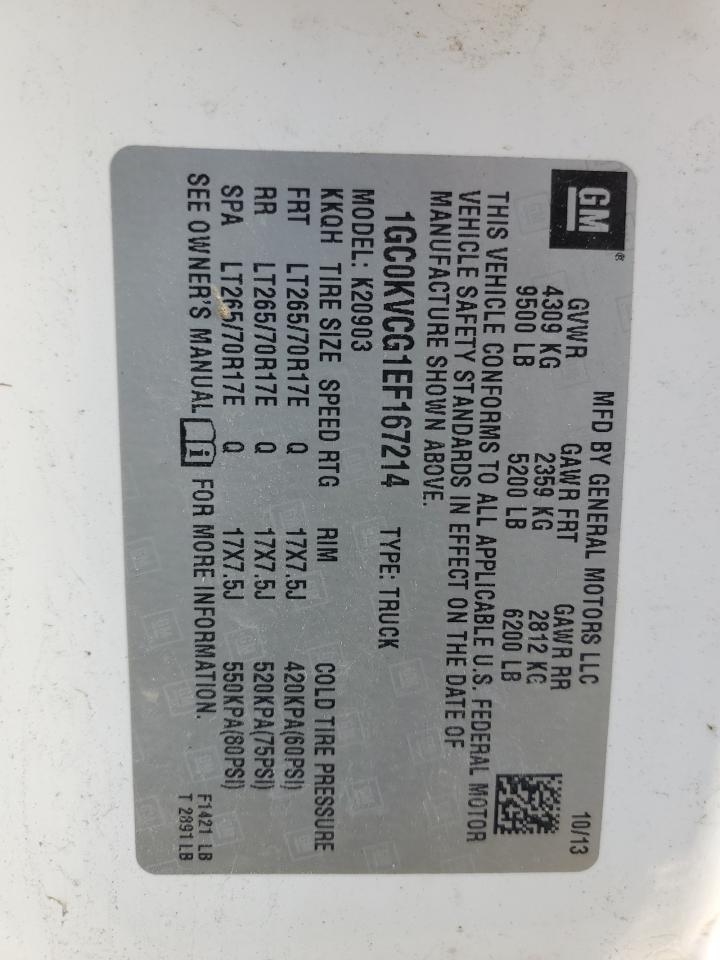 GM®
MFD BY GENERAL MOTORS LLC 10/13
GVWR GAWR FRT GAWR RR
4309 KG 2359 KG 2812 KG
9500 LB 5200 LB 6200 LB
THIS VEHICLE CONFORMS TO ALL APPLICABLE U.S. FEDERAL MOTOR
VEHICLE SAFETY STANDARDS IN EFFECT ON THE DATE OF
MANUFACTURE SHOWN ABOVE.
1GC0KVCG1EF167214 TYPE: TRUCK
MODEL: K20903
KKQH TIRE SIZE SPEED RTG RIM COLD TIRE PRESSURE
FRT LT265/70R17E Q 17X7.5J 420KPA(60PSI)
RR LT265/70R17E Q 17X7.5J 520KPA(75PSI)
SPA LT265/70R17E Q 17X7.5J 550KPA(80PSI)
SEE OWNER'S MANUAL i FOR MORE INFORMATION.
F1421 LB
T 2891 LB